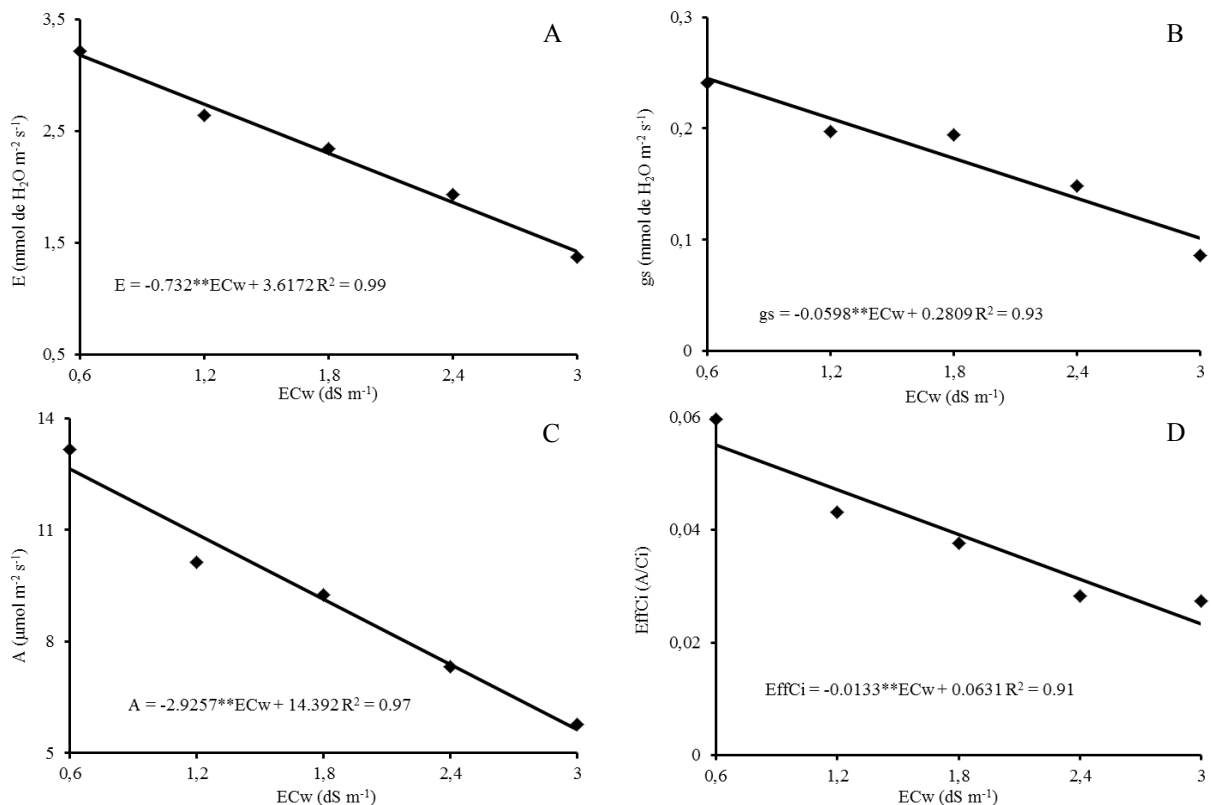 A
3,5
2,5
1,5
0,5
E (mmol de H₂O m⁻² s⁻¹)
E = -0.732**ECw + 3.6172 R² = 0.99
0,6 1,2 1,8 2,4 3
ECw (dS m⁻¹)
B
0,3
0,2
0,1
0
gs (mmol de H₂O m⁻² s⁻¹)
gs = -0.0598**ECw + 0.2809 R² = 0.93
0,6 1,2 1,8 2,4 3
ECw (dS m⁻¹)
C
14
11
8
5
A (µmol m⁻² s⁻¹)
A = -2.9257**ECw + 14.392 R² = 0.97
0,6 1,2 1,8 2,4 3
ECw (dS m⁻¹)
D
0,06
0,04
0,02
0
EffCi (A/Ci)
EffCi = -0.0133**ECw + 0.0631 R² = 0.91
0,6 1,2 1,8 2,4 3
ECw (dS m⁻¹)